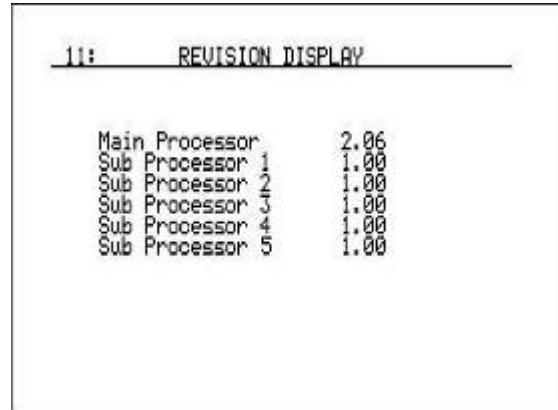 11: REVISION DISPLAY
Main Processor 2.06
Sub Processor 1 1.00
Sub Processor 2 1.00
Sub Processor 3 1.00
Sub Processor 4 1.00
Sub Processor 5 1.00